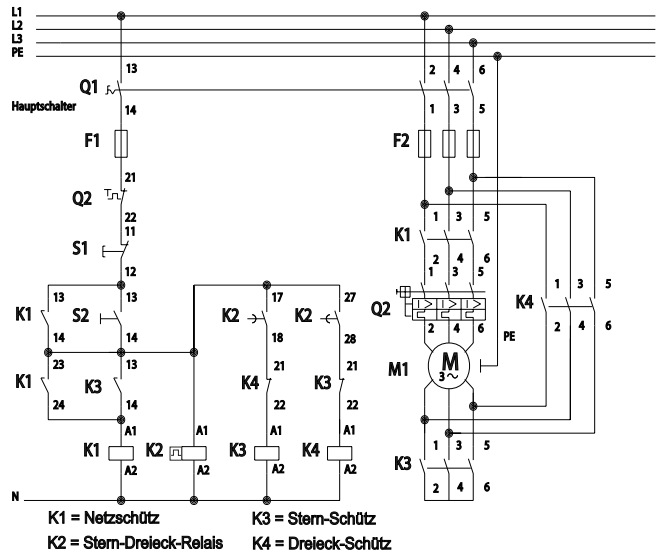 L1
L2
L3
PE
13 2 4 6
Q1
Hauptschalter 14 1 3 5
F1 F2
21
Q2
22
11 1 3 5
S1 K1
12 2 4 6
1 3 5
13 13 17 27 1 3 5
K1 S2 K2 K2 Q2 K4
14 14 18 28 2 4 6 PE 2 4 6
23 13 21 21
K1 K3 K4 K3 M1 M 3~
24 14 22 22
A1 A1 A1 A1 1 3 5
K1 K2 K3 K4 K3
A2 A2 A2 A2 2 4 6
N
K1 = Netzschütz K3 = Stern-Schütz
K2 = Stern-Dreieck-Relais K4 = Dreieck-Schütz